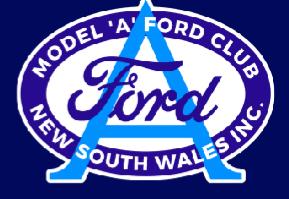 MODEL 'A' FORD CLUB
A
Ford
NEW SOUTH WALES INC.